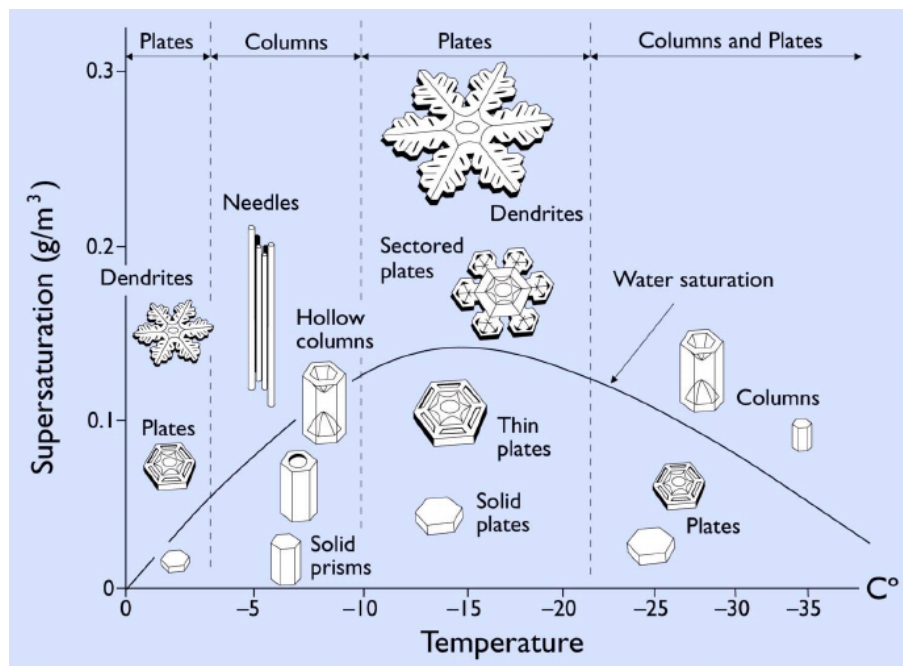 Plates
Columns
Plates
Columns and Plates
0.3
Needles
Dendrites
0.2
Sectored
plates
Dendrites
Water saturation
Hollow
columns
Supersaturation (g/m³)
0.1
Plates
Thin
plates
Columns
Solid
plates
Plates
Solid
prisms
0
C°
0
–5
–10
–15
–20
–25
–30
–35
Temperature